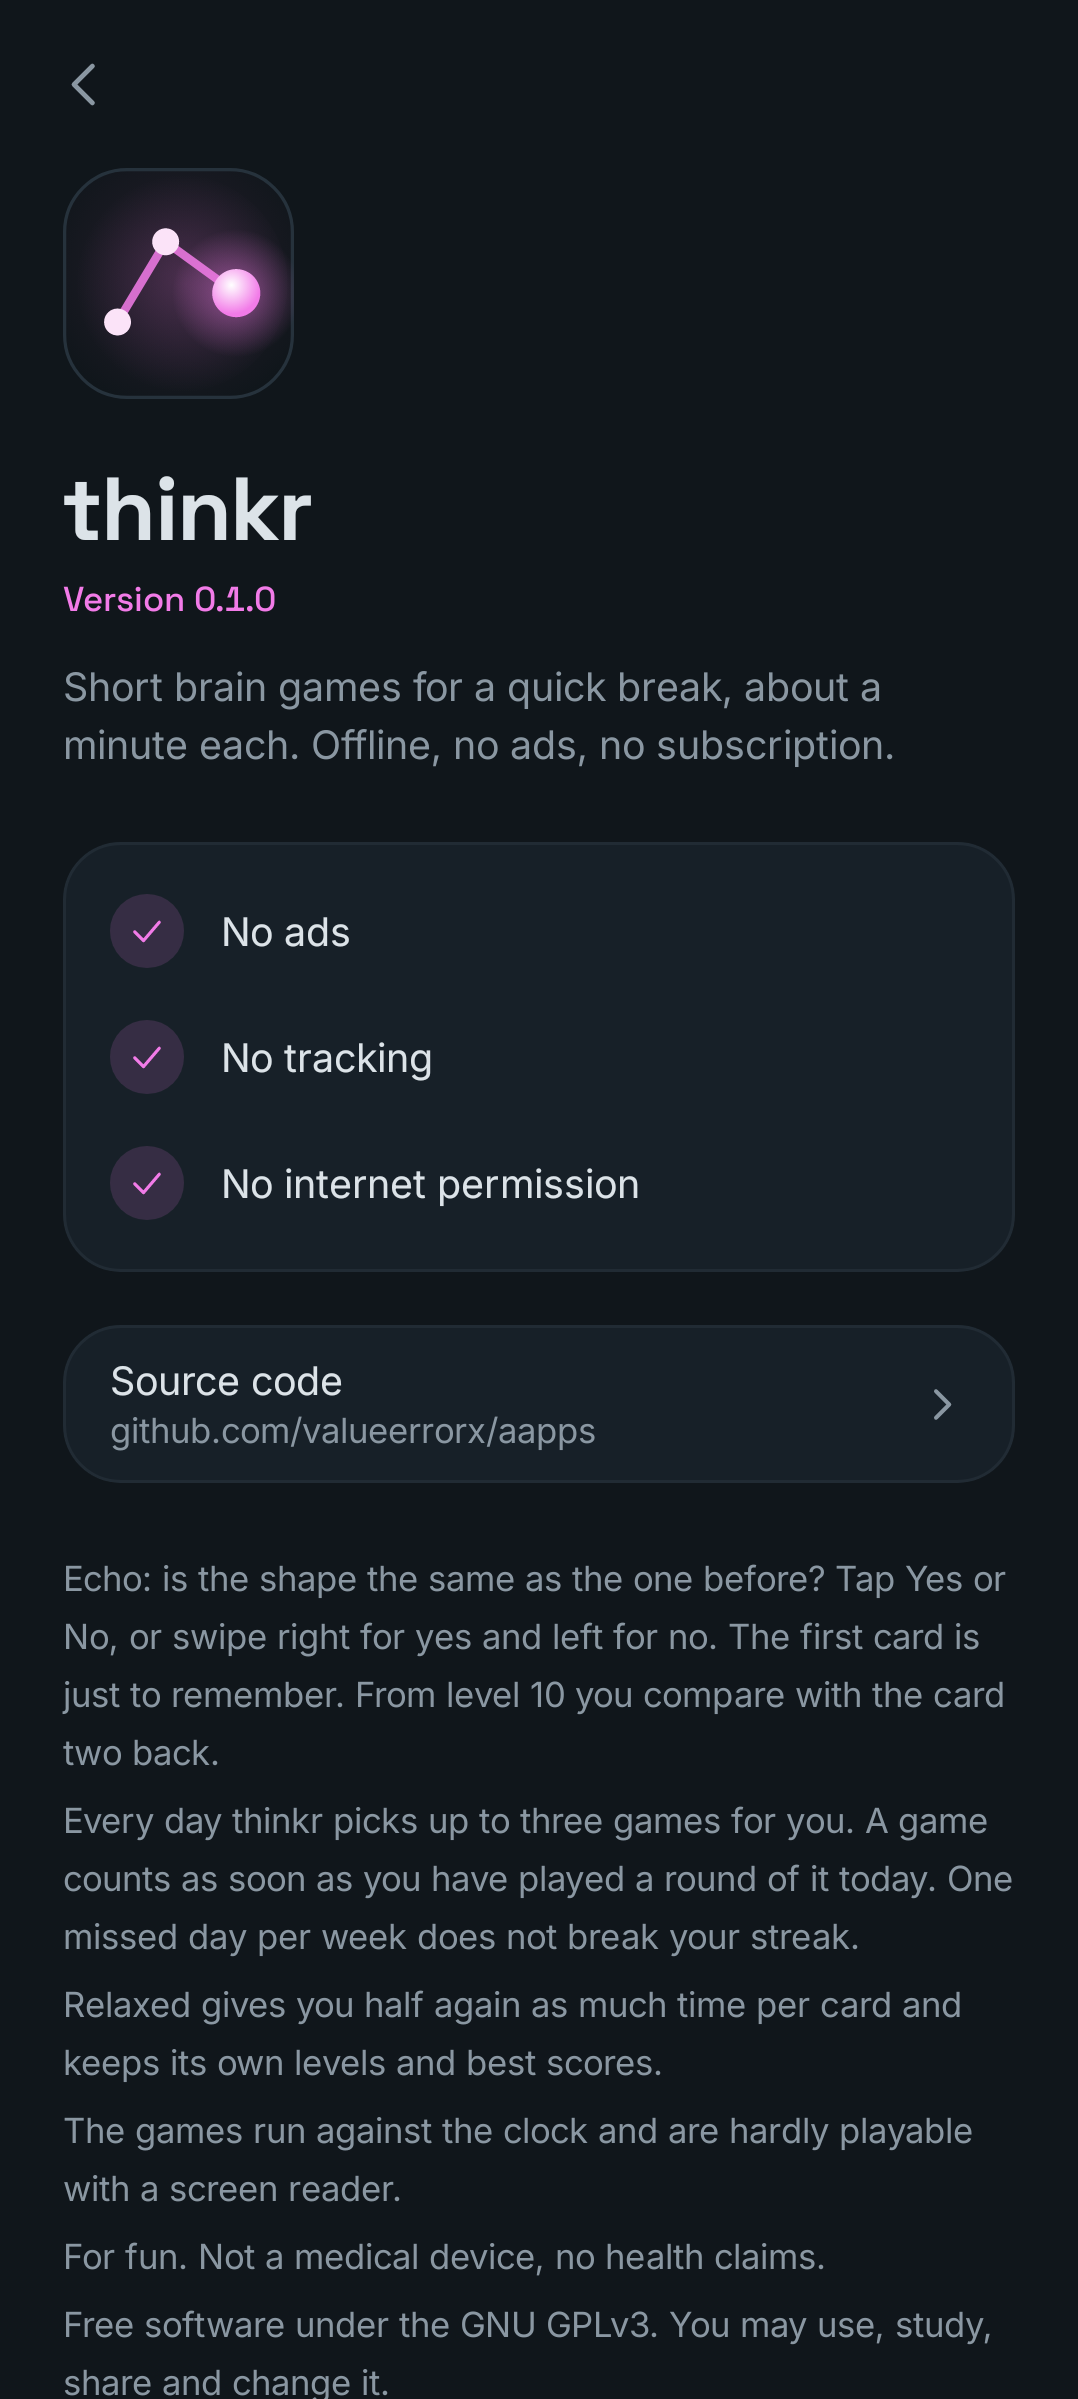 thinkr
Version 0.1.0
Short brain games for a quick break, about a
minute each. Offline, no ads, no subscription.
No ads
No tracking
No internet permission
Source code
github.com/valueerrorx/aapps
Echo: is the shape the same as the one before? Tap Yes or
No, or swipe right for yes and left for no. The first card is
just to remember. From level 10 you compare with the card
two back.
Every day thinkr picks up to three games for you. A game
counts as soon as you have played a round of it today. One
missed day per week does not break your streak.
Relaxed gives you half again as much time per card and
keeps its own levels and best scores.
The games run against the clock and are hardly playable
with a screen reader.
For fun. Not a medical device, no health claims.
Free software under the GNU GPLv3. You may use, study,
share and change it.